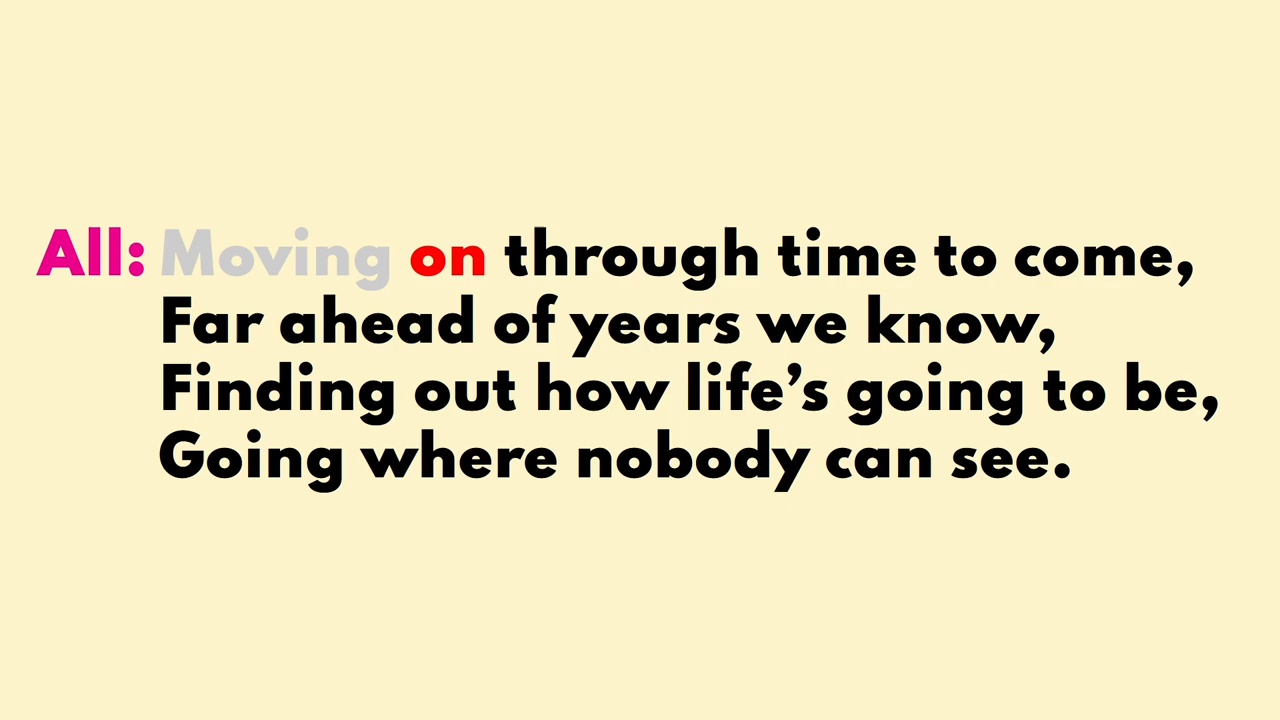 All: Moving on through time to come,
Far ahead of years we know,
Finding out how life’s going to be,
Going where nobody can see.